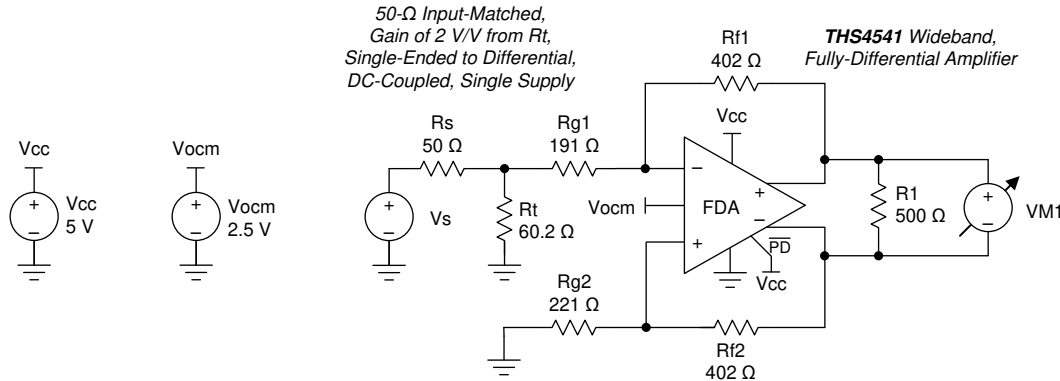 50-Ω Input-Matched,
Gain of 2 V/V from Rt,
Single-Ended to Differential,
DC-Coupled, Single Supply
Rf1
402 Ω
THS4541 Wideband,
Fully-Differential Amplifier
Vcc
Vcc
5 V
Vocm
Vocm
2.5 V
Rs
50 Ω
Rg1
191 Ω
Vcc
Vs
Rt
60.2 Ω
Vocm
FDA
PD
Vcc
R1
500 Ω
VM1
Rg2
221 Ω
Rf2
402 Ω